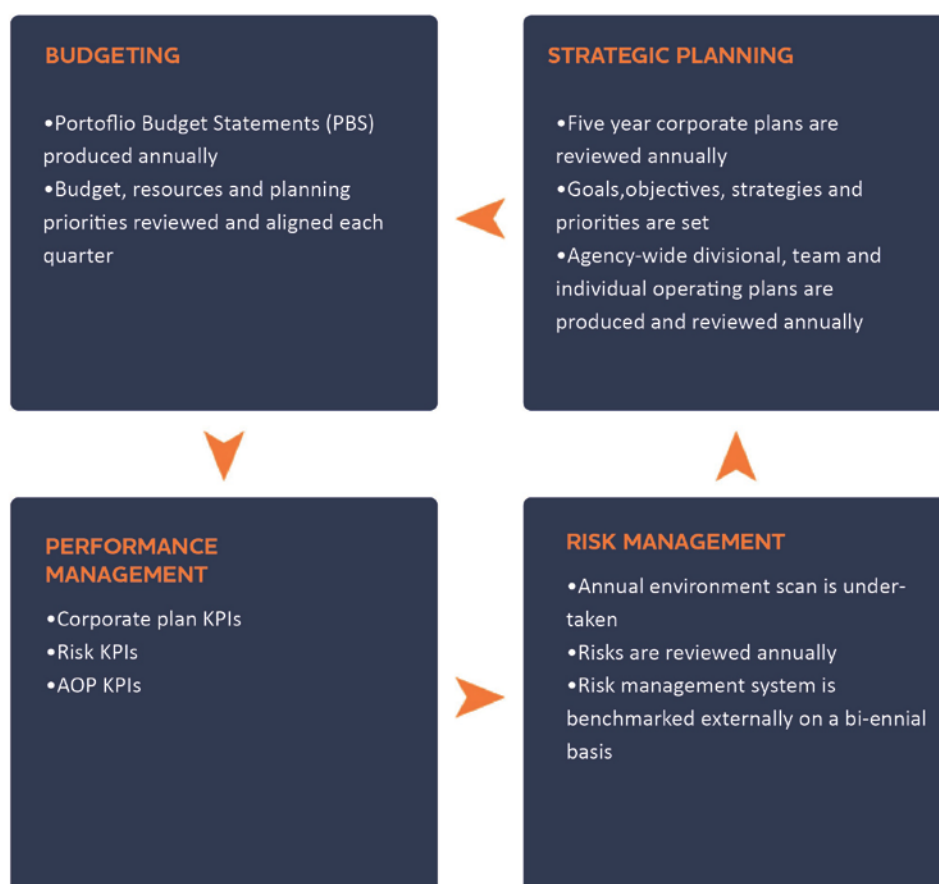 BUDGETING
•Portoflio Budget Statements (PBS)
produced annually
•Budget, resources and planning
priorities reviewed and aligned each
quarter
STRATEGIC PLANNING
•Five year corporate plans are
reviewed annually
•Goals,objectives, strategies and
priorities are set
•Agency-wide divisional, team and
individual operating plans are
produced and reviewed annually
PERFORMANCE
MANAGEMENT
•Corporate plan KPIs
•Risk KPIs
•AOP KPIs
RISK MANAGEMENT
•Annual environment scan is under-
taken
•Risks are reviewed annually
•Risk management system is
benchmarked externally on a bi-ennial
basis